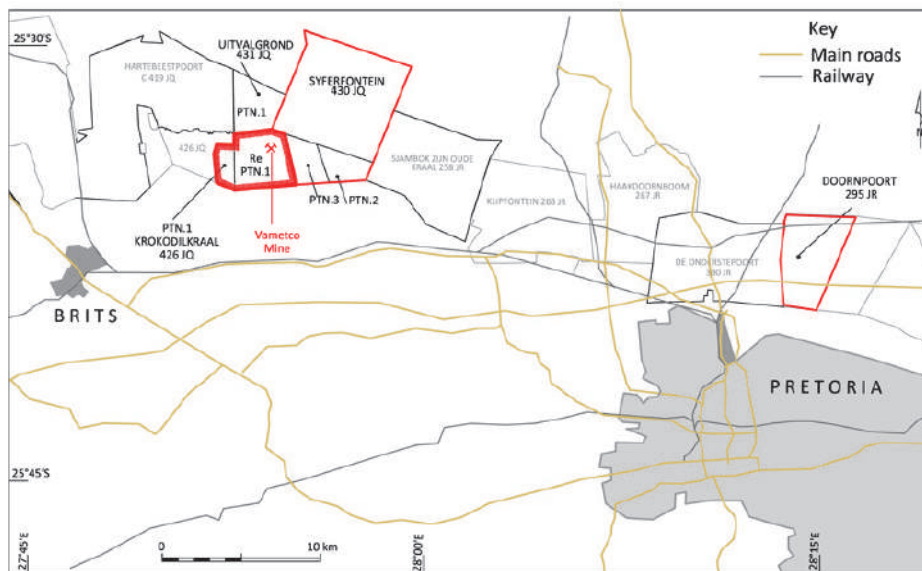 25°30'S
UITVALGROND
431 JQ
Key
Main roads
Railway
HARTEBEESTPOORT
C 419 JQ
SYFERFONTEIN
430 JQ
PTN.1
426 JQ
Re
PTN.1
SJAMBOK ZIJN OUDE
KRAAL 258 JR
HAAKDOORNBOOM
267 JR
DOORNPOORT
295 JR
PTN.3
PTN.2
KLIPFONTEIN 268 JR
PTN.1
KROKODILKRAAL
426 JQ
Vametco
Mine
DE ONDERSTEPOORT
300 JR
BRITS
PRETORIA
25°45'S
27°45'
0
10 km
28°00'
28°15'